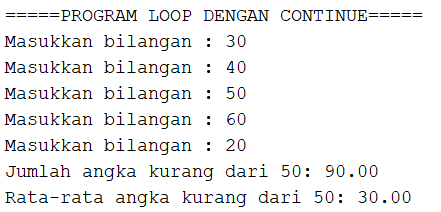 =====PROGRAM LOOP DENGAN CONTINUE=====
Masukkan bilangan : 30
Masukkan bilangan : 40
Masukkan bilangan : 50
Masukkan bilangan : 60
Masukkan bilangan : 20
Jumlah angka kurang dari 50: 90.00
Rata-rata angka kurang dari 50: 30.00